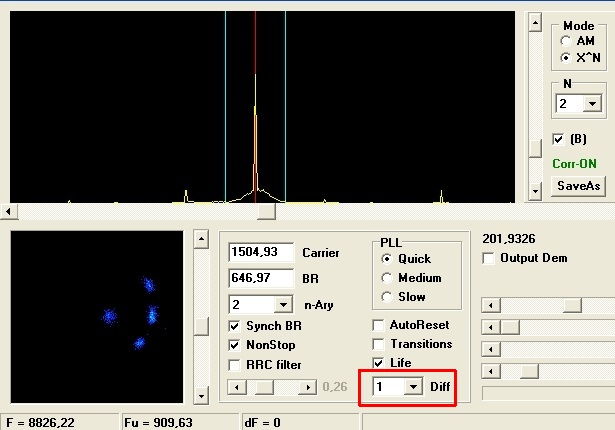 Mode
AM
X^N
N
2
(B)
Corr-ON
SaveAs
1504,93 Carrier
646,97 BR
2 n-Ary
Synch BR
NonStop
RRC filter
0,26
PLL
Quick
Medium
Slow
AutoReset
Transitions
Life
1 Diff
201,9326
Output Dem
F = 8826,22 Fu = 909,63 dF = 0